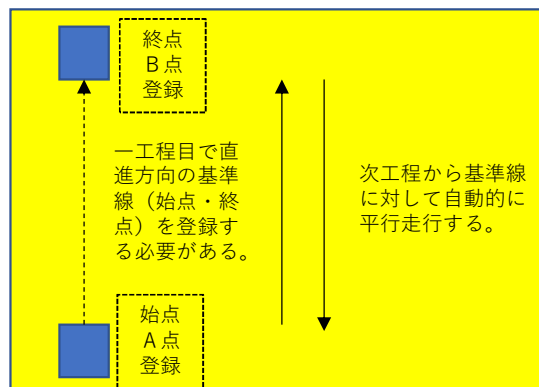 終点
Ｂ点
登録
一工程目で直
進方向の基準
線（始点・終
点）を登録す
る必要がある。
次工程から基準線
に対して自動的に
平行走行する。
始点
Ａ点
登録